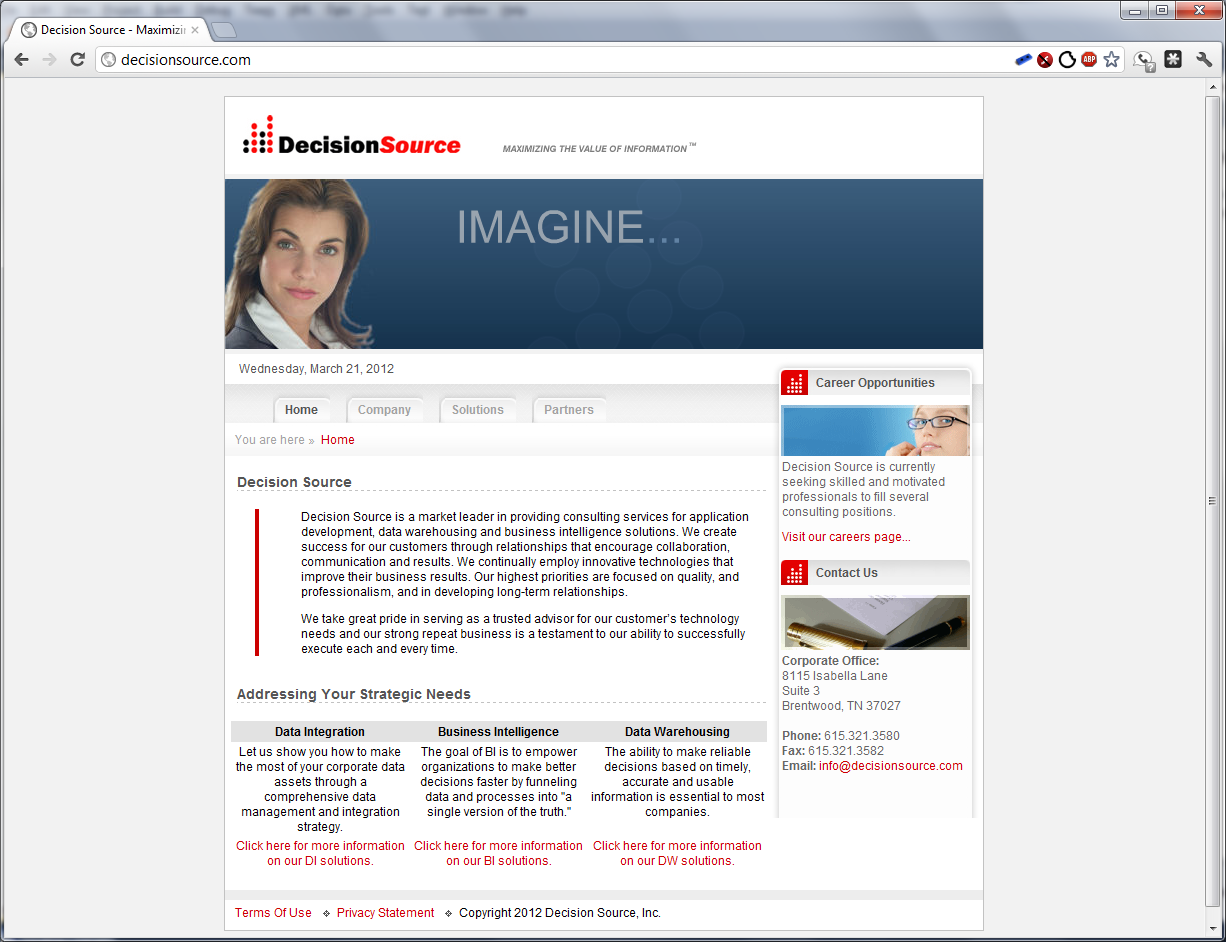 Decision Source - Maximizi
decisionsource.com
ABP
DecisionSource
MAXIMIZING THE VALUE OF INFORMATION™
IMAGINE...
Wednesday, March 21, 2012
Home
Company
Solutions
Partners
You are here » Home
Decision Source
Decision Source is a market leader in providing consulting services for application
development, data warehousing and business intelligence solutions. We create
success for our customers through relationships that encourage collaboration,
communication and results. We continually employ innovative technologies that
improve their business results. Our highest priorities are focused on quality, and
professionalism, and in developing long-term relationships.
We take great pride in serving as a trusted advisor for our customer's technology
needs and our strong repeat business is a testament to our ability to successfully
execute each and every time.
Addressing Your Strategic Needs
Data Integration
Let us show you how to make
the most of your corporate data
assets through a
comprehensive data
management and integration
strategy.
Click here for more information
on our DI solutions.
Business Intelligence
The goal of BI is to empower
organizations to make better
decisions faster by funneling
data and processes into "a
single version of the truth."
Click here for more information
on our BI solutions.
Data Warehousing
The ability to make reliable
decisions based on timely,
accurate and usable
information is essential to most
companies.
Click here for more information
on our DW solutions.
Career Opportunities
Decision Source is currently
seeking skilled and motivated
professionals to fill several
consulting positions.
Visit our careers page...
Contact Us
Corporate Office:
8115 Isabella Lane
Suite 3
Brentwood, TN 37027
Phone: 615.321.3580
Fax: 615.321.3582
Email: info@decisionsource.com
Terms Of Use
Privacy Statement
Copyright 2012 Decision Source, Inc.